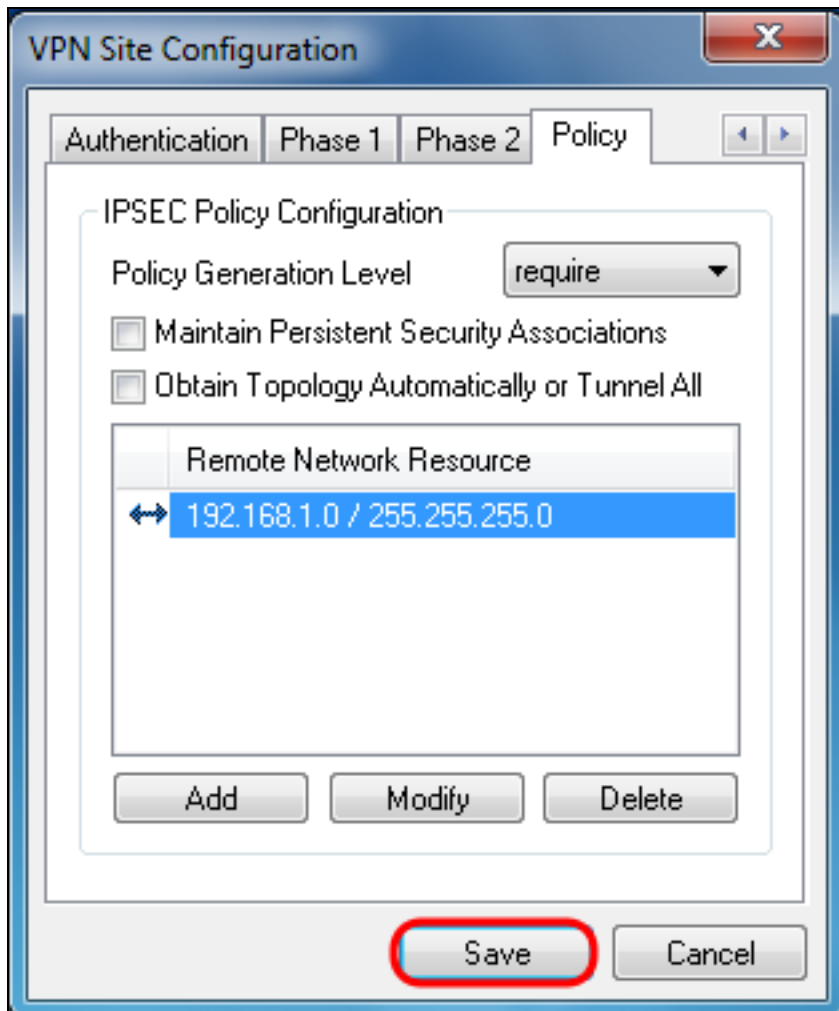 VPN Site Configuration
Authentication Phase 1 Phase 2 Policy
IPSEC Policy Configuration
Policy Generation Level require
Maintain Persistent Security Associations
Obtain Topology Automatically or Tunnel All
Remote Network Resource
192.168.1.0 / 255.255.255.0
Add Modify Delete
Save Cancel